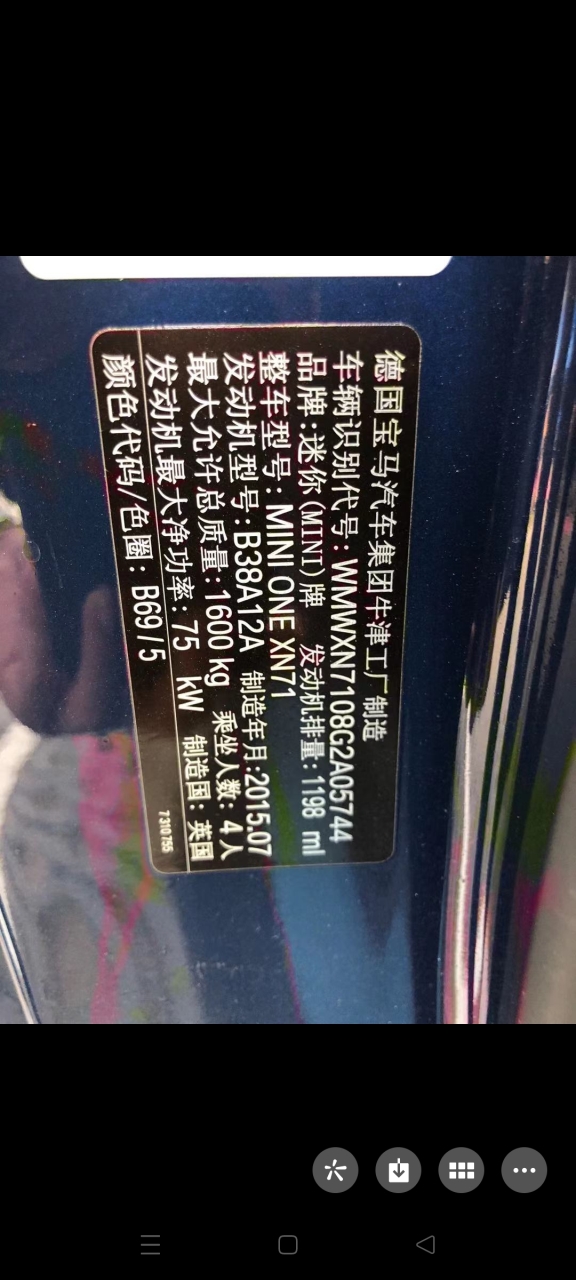 德国宝马汽车集团牛津工厂制造
车辆识别代号：WMWXN7108G2A05744
品牌：迷你(MINI)牌 发动机排量：1198 ml
整车型号：MINI ONE XN71
发动机型号：B38A12A 制造年月：2015.07
最大允许总质量：1600 kg 乘坐人数：4 人
发动机最大净功率：75 kW 制造国：英国
颜色代码/色圈：B69/5
7310755